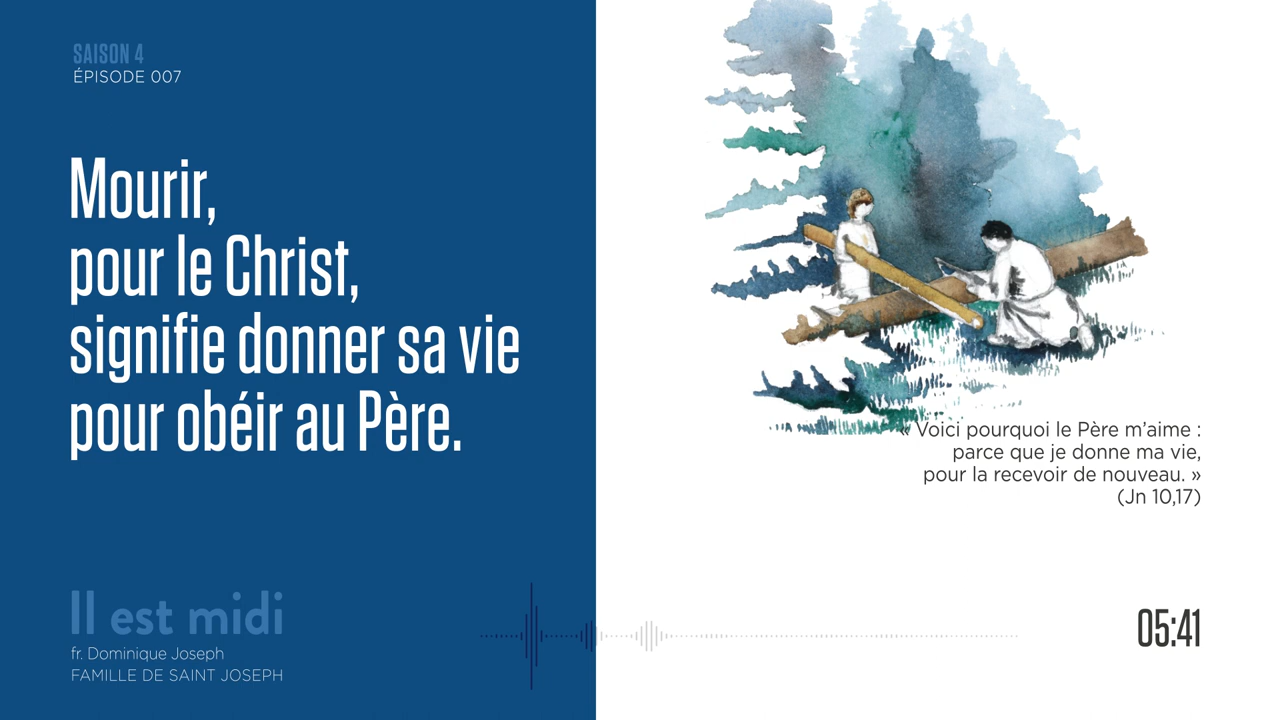 SAISON 4
ÉPISODE 007
Mourir,
pour le Christ,
signifie donner sa vie
pour obéir au Père.
« Voici pourquoi le Père m’aime :
parce que je donne ma vie,
pour la recevoir de nouveau. »
(Jn 10,17)
Il est midi
fr. Dominique Joseph
FAMILLE DE SAINT JOSEPH
05:41